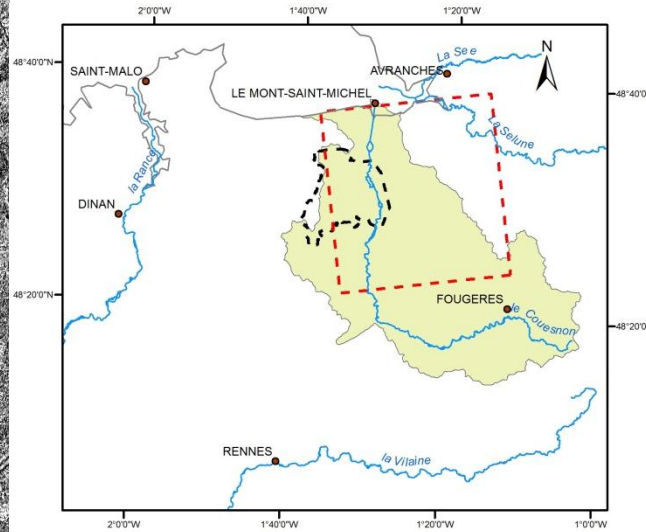 2°0'0"W 1°40'0"W 1°20'0"W
48°40'0"N
SAINT-MALO
AVRANCHES
La See
N
LE MONT-SAINT-MICHEL
48°40'0"
La Selune
la Rance
DINAN
48°20'0"N
FOUGERES
le Couesnon
48°20'0"
RENNES
la Vilaine
2°0'0"W 1°40'0"W 1°20'0"W 1°0'0"W